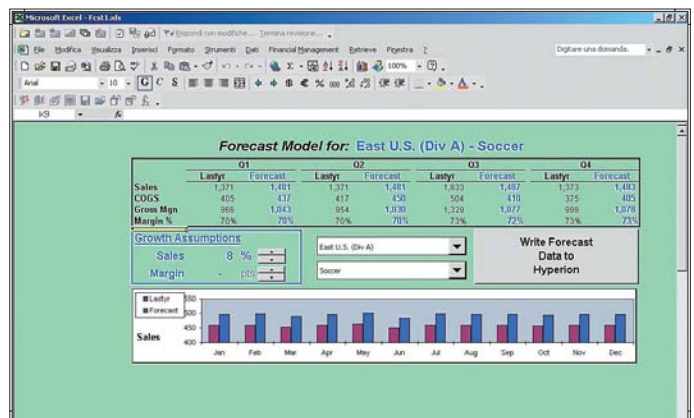 Microsoft Excel - Fcst1.xls
Rispondi con modifiche... Termina revisione...
File Modifica Visualizza Inserisci Formato Strumenti Dati Financial Management Retrieve Finestra ? Digitare una domanda.
100%
Arial 10 G C S € % 000
K9 fx
Forecast Model for: East U.S. (Div A) - Soccer
Q1 Q2 Q3 Q4
Lastyr Forecast Lastyr Forecast Lastyr Forecast Lastyr Forecast
Sales 1,371 1,481 1,371 1,481 1,833 1,487 1,373 1,483
COGS 405 437 417 450 504 410 375 405
Gross Mgn 966 1,043 954 1,030 1,329 1,077 998 1,078
Margin % 70% 70% 70% 70% 73% 72% 73% 73%
Growth Assumptions
Sales 8 %
Margin - pts
East U.S. (Div A)
Soccer
Write Forecast
Data to
Hyperion
Lastyr
Forecast
Sales
550
500
450
400
Jan Feb Mar Apr May Jun Jul Aug Sep Oct Nov Dec